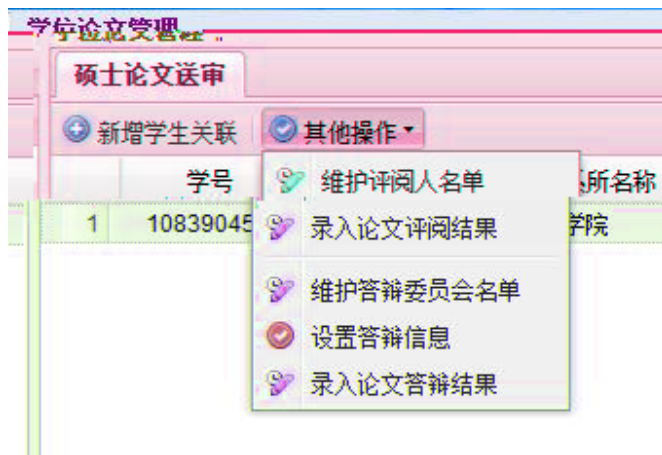 学位论文管理
硕士论文送审
新增学生关联 其他操作
学号 所名称
1 10839045 学院
维护评阅人名单
录入论文评阅结果
维护答辩委员会名单
设置答辩信息
录入论文答辩结果